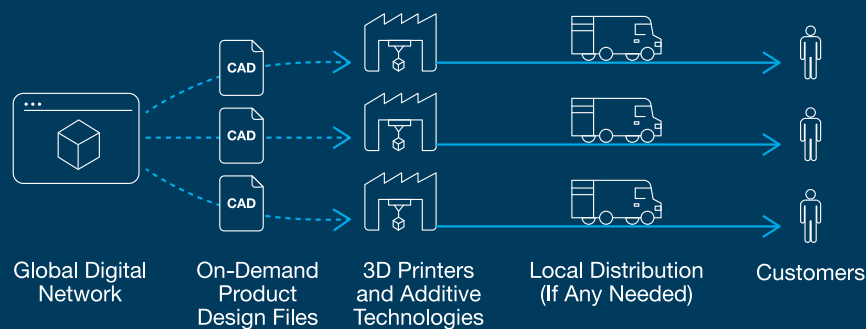 CAD
CAD
CAD
Global Digital
Network
On-Demand
Product
Design Files
3D Printers
and Additive
Technologies
Local Distribution
(If Any Needed)
Customers